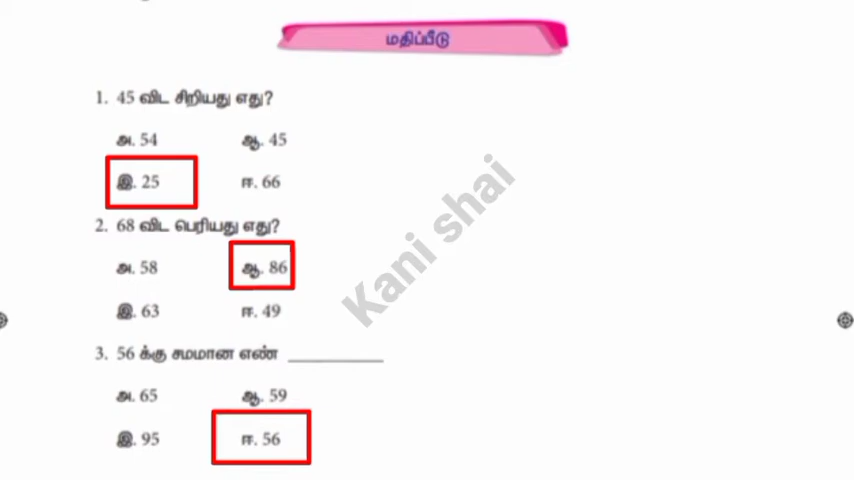 மதிப்பீடு
1. 45 விட சிறியது எது?
அ. 54 ஆ. 45
இ. 25 ஈ. 66
2. 68 விட பெரியது எது?
அ. 58 ஆ. 86
இ. 63 ஈ. 49
3. 56 க்கு சமமான எண் __________
அ. 65 ஆ. 59
இ. 95 ஈ. 56
Kani shai